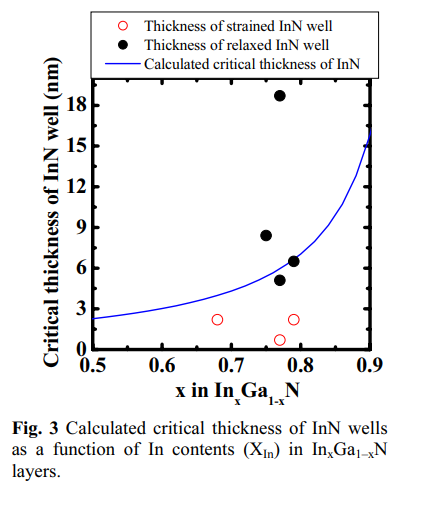 Thickness of strained InN well
Thickness of relaxed InN well
Calculated critical thickness of InN
Critical thickness of InN well (nm)
18
15
12
9
6
3
0
0.5 0.6 0.7 0.8 0.9
x in InxGa1-xN
Fig. 3 Calculated critical thickness of InN wells
as a function of In contents (XIn) in InxGa1–xN
layers.